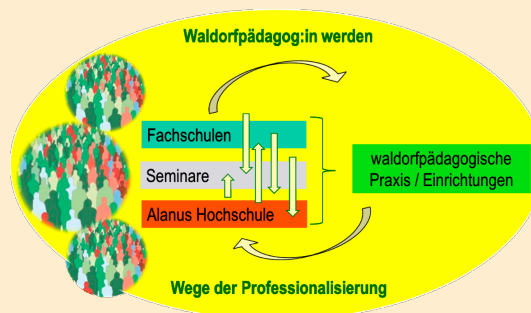 Waldorfpädagog:in werden
Fachschulen
Seminare
Alanus Hochschule
waldorfpädagogische
Praxis / Einrichtungen
Wege der Professionalisierung